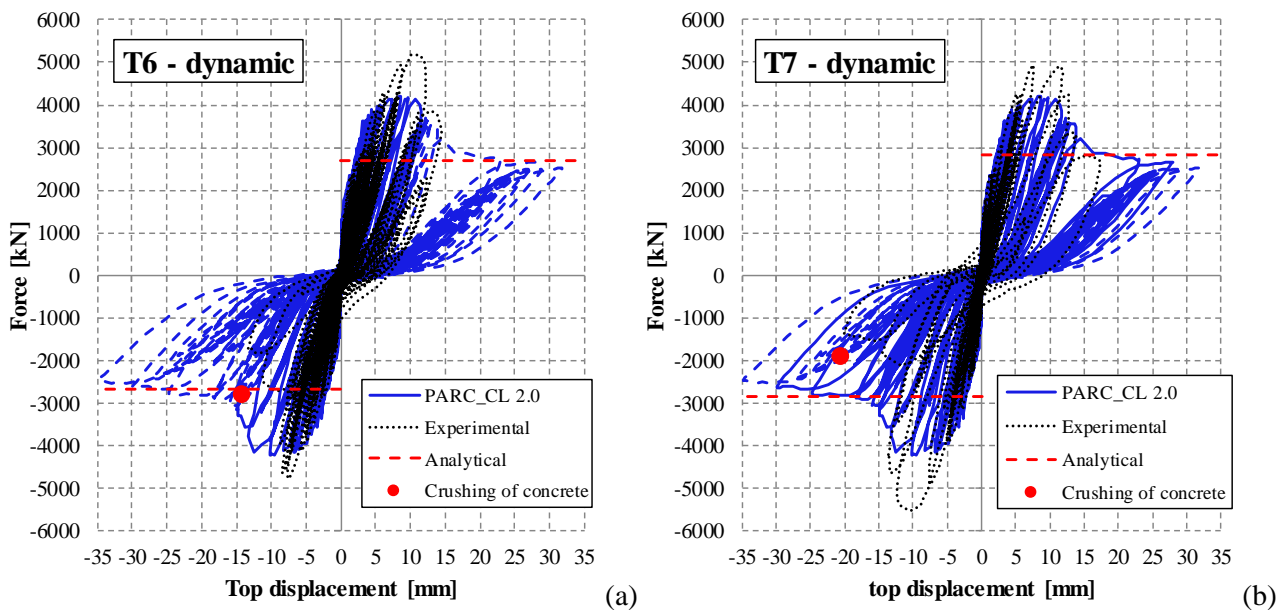 T6 - dynamic
6000
5000
4000
3000
2000
1000
0
-1000
-2000
-3000
-4000
-5000
-6000
Force [kN]
-35 -30 -25 -20 -15 -10 -5 0 5 10 15 20 25 30 35
Top displacement [mm]
PARC_CL 2.0
Experimental
Analytical
Crushing of concrete
(a)
T7 - dynamic
6000
5000
4000
3000
2000
1000
0
-1000
-2000
-3000
-4000
-5000
-6000
Force [kN]
-35 -30 -25 -20 -15 -10 -5 0 5 10 15 20 25 30 35
top displacement [mm]
PARC_CL 2.0
Experimental
Analytical
Crushing of concrete
(b)